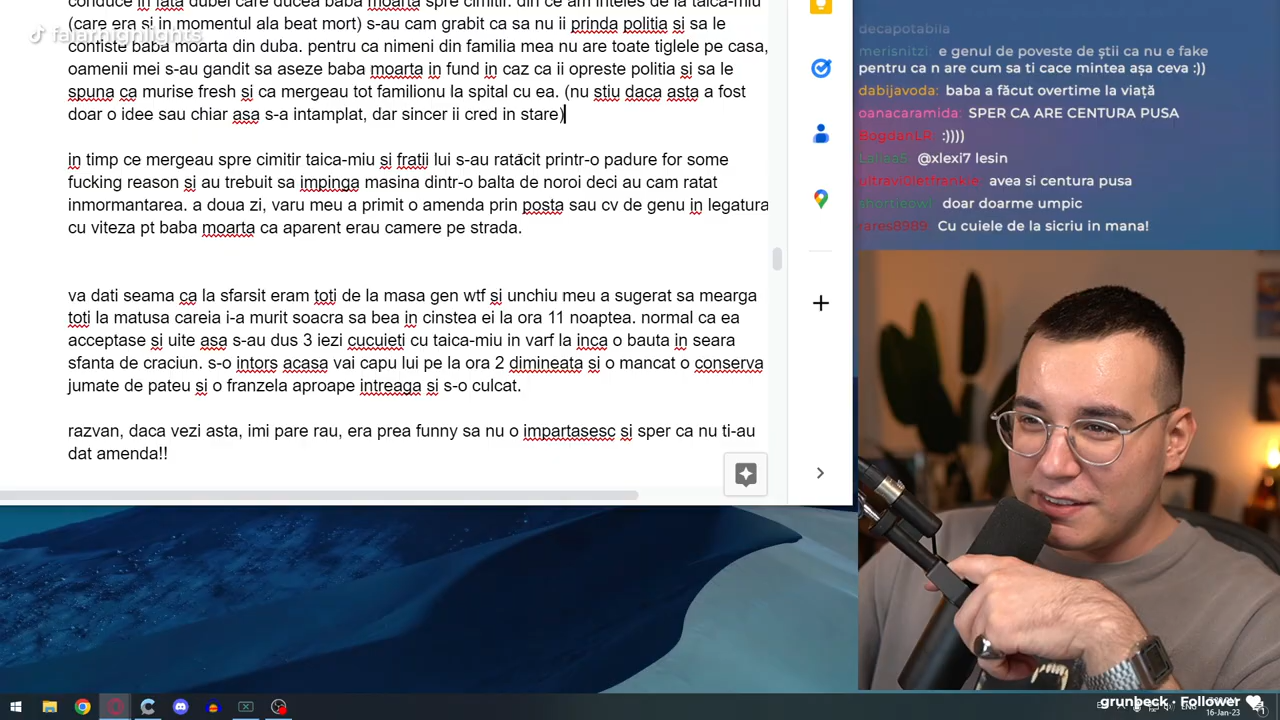 conduce in fata dubei care ducea baba moarta spre cimitir. din ce am inteles de la taica-miu
(care era si in momentul ala beat mort) s-au cam grabit ca sa nu ii prinda politia si sa le
confiste baba moarta din duba. pentru ca nimeni din familia mea nu are toate tiglele pe casa,
oamenii mei s-au gandit sa aseze baba moarta in fund in caz ca ii opreste politia si sa le
spuna ca murise fresh si ca mergeau tot familionu la spital cu ea. (nu stiu daca asta a fost
doar o idee sau chiar asa s-a intamplat, dar sincer ii cred in stare)
in timp ce mergeau spre cimitir taica-miu si fratii lui s-au ratacit printr-o padure for some
fucking reason si au trebuit sa impinga masina dintr-o balta de noroi deci au cam ratat
inmormantarea. a doua zi, varu meu a primit o amenda prin posta sau cv de genu in legatura
cu viteza pt baba moarta ca aparent erau camere pe strada.
va dati seama ca la sfarsit eram toti de la masa gen wtf si unchiu meu a sugerat sa mearga
toti la matusa careia i-a murit soacra sa bea in cinstea ei la ora 11 noaptea. normal ca ea
acceptase si uite asa s-au dus 3 iezi cucuieti cu taica-miu in varf la inca o bauta in seara
sfanta de craciun. s-o intors acasa vai capu lui pe la ora 2 dimineata si o mancat o conserva
jumate de pateu si o franzela aproape intreaga si s-o culcat.
razvan, daca vezi asta, imi pare rau, era prea funny sa nu o impartasesc si sper ca nu ti-au
dat amenda!!
decapotabila
merisnitzi: e genul de poveste de știi ca nu e fake
pentru ca n are cum sa ti cace mintea așa ceva :))
dabijavoda: baba a făcut overtime la viață
oanacaramida: SPER CA ARE CENTURA PUSA
BogdanLR: :))))
@xlexi7 lesin
avea si centura pusa
doar doarme umpic
rares8989: Cu cuiele de la sicriu in mana!
grunbeck · Follower
16-Jan-23